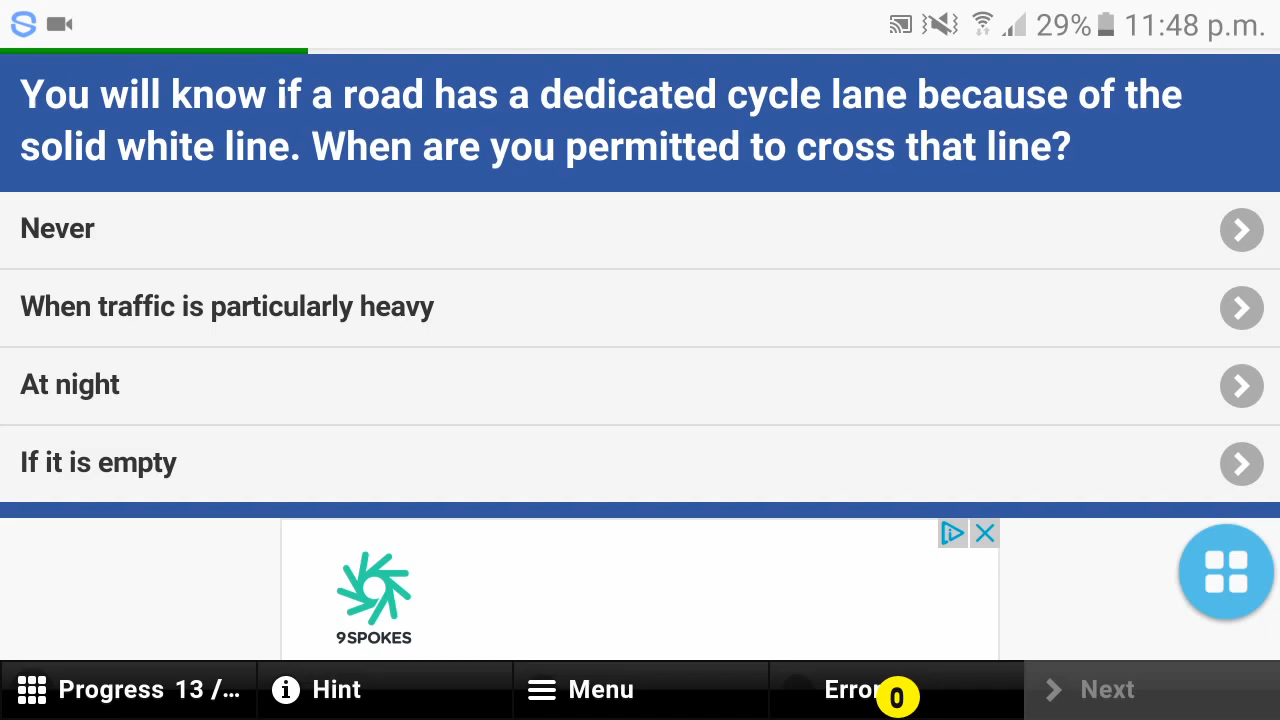 29% 11:48 p.m.
You will know if a road has a dedicated cycle lane because of the
solid white line. When are you permitted to cross that line?
Never
When traffic is particularly heavy
At night
If it is empty
9SPOKES
Progress 13 /... Hint Menu Error 0 Next